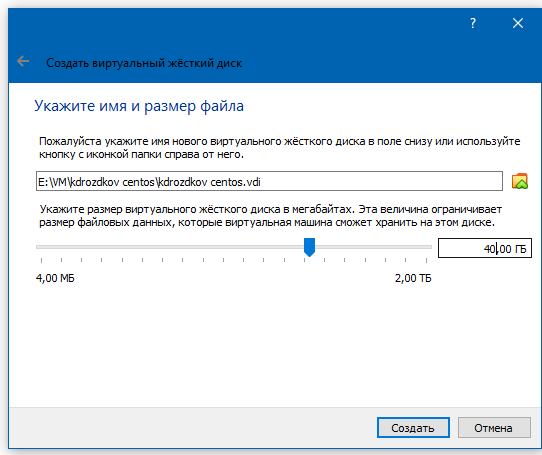 ?
Создать виртуальный жёсткий диск
Укажите имя и размер файла
Пожалуйста укажите имя нового виртуального жёсткого диска в поле снизу или используйте
кнопку с иконкой папки справа от него.
E:\VM\kdrozdkov centos\kdrozdkov centos.vdi
Укажите размер виртуального жёсткого диска в мегабайтах. Эта величина ограничивает
размер файловых данных, которые виртуальная машина сможет хранить на этом диске.
40,00 ГБ
4,00 МБ 2,00 ТБ
Создать Отмена